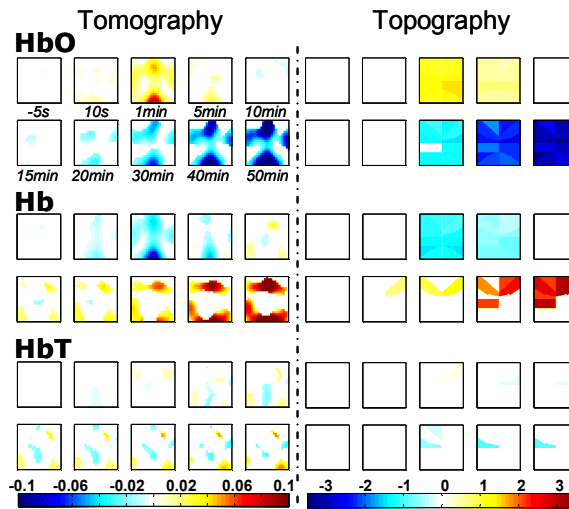 Tomography Topography
HbO
-5s 10s 1min 5min 10min
15min 20min 30min 40min 50min
Hb
HbT
-0.1 -0.06 -0.02 0.02 0.06 0.1 -3 -2 -1 0 1 2 3